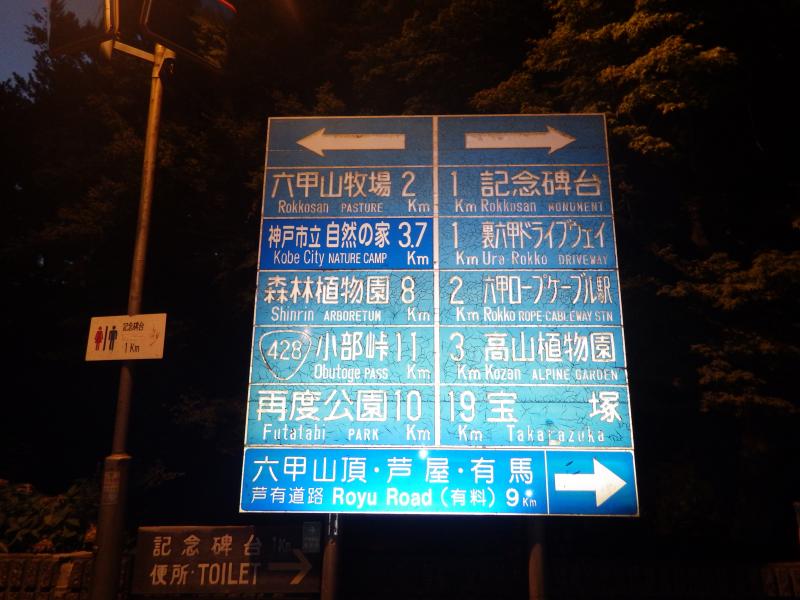 六甲山牧場 2
Rokkosan PASTURE Km
神戸市立 自然の家 3.7
Kobe City NATURE CAMP Km
森林植物園 8
Shinrin ARBORETUM Km
428 小部峠 11
Obutoge PASS Km
再度公園 10
Futatabi PARK Km
1 記念碑台
Km Rokkosan MONUMENT
1 裏六甲ドライブウェイ
Km Ura Rokko DRIVEWAY
2 六甲ロープケーブル駅
Km Rokko ROPE CABLEWAY STN
3 高山植物園
Km Kozan ALPINE GARDEN
19 宝塚
Km Takarazuka
六甲山頂・芦屋・有馬
芦有道路 Royu Road (有料) 9Km
記念碑台
1Km
記念碑台 1Km
便所・TOILET